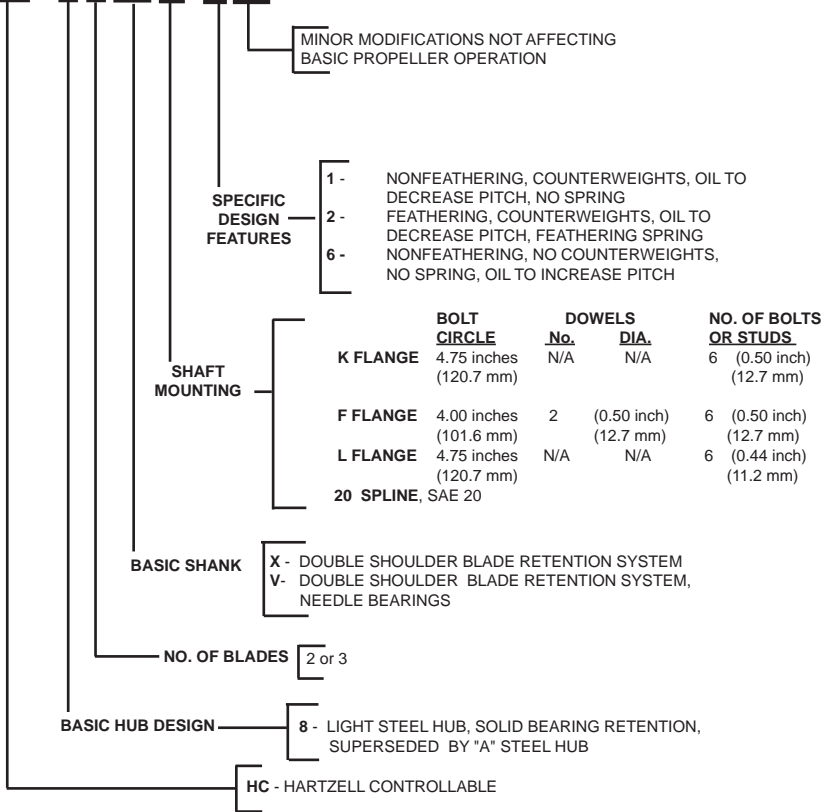 MINOR MODIFICATIONS NOT AFFECTING
BASIC PROPELLER OPERATION
SPECIFIC
DESIGN
FEATURES
1 - NONFEATHERING, COUNTERWEIGHTS, OIL TO
DECREASE PITCH, NO SPRING
2 - FEATHERING, COUNTERWEIGHTS, OIL TO
DECREASE PITCH, FEATHERING SPRING
6 - NONFEATHERING, NO COUNTERWEIGHTS,
NO SPRING, OIL TO INCREASE PITCH
SHAFT
MOUNTING
BOLT DOWELS NO. OF BOLTS
CIRCLE No. DIA. OR STUDS
K FLANGE 4.75 inches N/A N/A 6 (0.50 inch)
(120.7 mm) (12.7 mm)
F FLANGE 4.00 inches 2 (0.50 inch) 6 (0.50 inch)
(101.6 mm) (12.7 mm) (12.7 mm)
L FLANGE 4.75 inches N/A N/A 6 (0.44 inch)
(120.7 mm) (11.2 mm)
20 SPLINE, SAE 20
BASIC SHANK
X - DOUBLE SHOULDER BLADE RETENTION SYSTEM
V- DOUBLE SHOULDER BLADE RETENTION SYSTEM,
NEEDLE BEARINGS
NO. OF BLADES 2 or 3
BASIC HUB DESIGN 8 - LIGHT STEEL HUB, SOLID BEARING RETENTION,
SUPERSEDED BY "A" STEEL HUB
HC - HARTZELL CONTROLLABLE